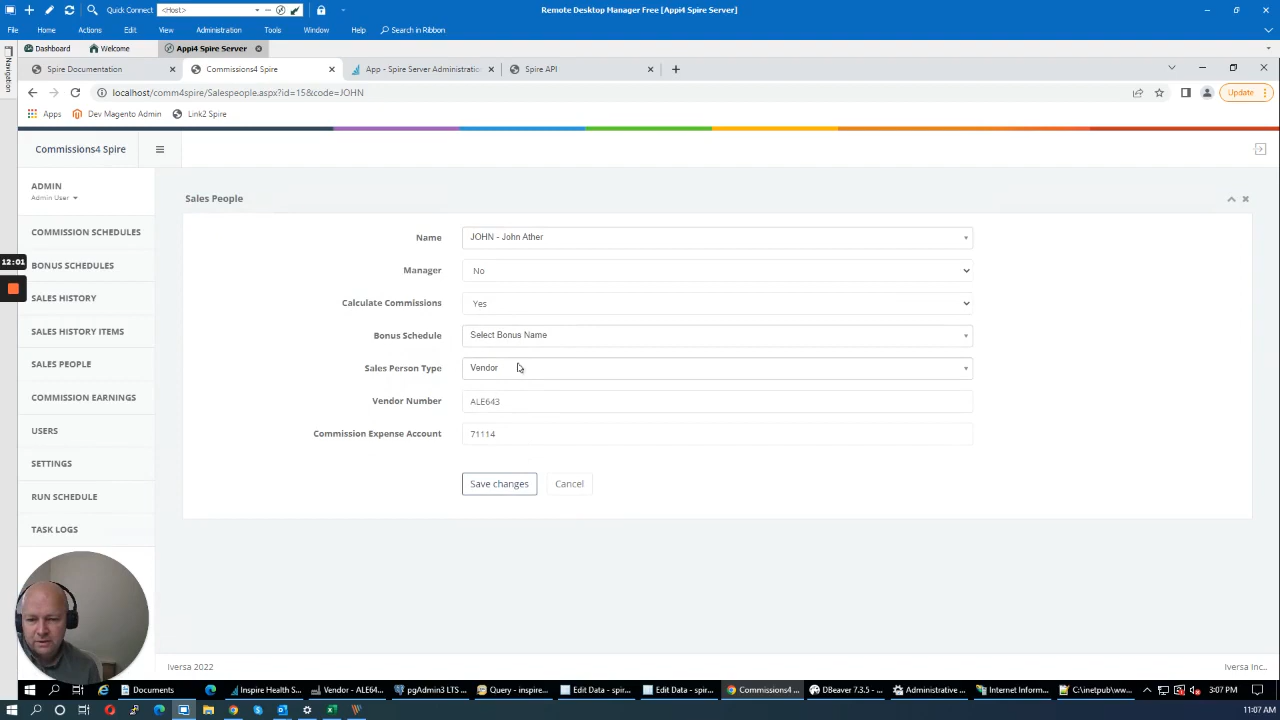 Quick Connect
<Host>
Remote Desktop Manager Free [Appi4 Spire Server]
File
Home
Actions
Edit
View
Administration
Tools
Window
Help
Search in Ribbon
Navigation
Dashboard
Welcome
Appi4 Spire Server
Spire Documentation
Commissions4 Spire
App - Spire Server Administratio
Spire API
localhost/comm4spire/Salespeople.aspx?id=15&code=JOHN
Update
Apps
Dev Magento Admin
Link2 Spire
Commissions4 Spire
ADMIN
Admin User
COMMISSION SCHEDULES
BONUS SCHEDULES
SALES HISTORY
SALES HISTORY ITEMS
SALES PEOPLE
COMMISSION EARNINGS
USERS
SETTINGS
RUN SCHEDULE
TASK LOGS
12:01
Sales People
Name
JOHN - John Ather
Manager
No
Calculate Commissions
Yes
Bonus Schedule
Select Bonus Name
Sales Person Type
Vendor
Vendor Number
ALE643
Commission Expense Account
71114
Save changes
Cancel
Iversa 2022
Iversa Inc..
Documents
Inspire Health S...
Vendor - ALE64...
pgAdmin3 LTS ...
Query - inspire...
Edit Data - spir...
Edit Data - spir...
Commissions4 ...
DBeaver 7.3.5 - ...
Administrative ...
Internet Inform...
C:\inetpub\ww...
3:07 PM
11:07 AM